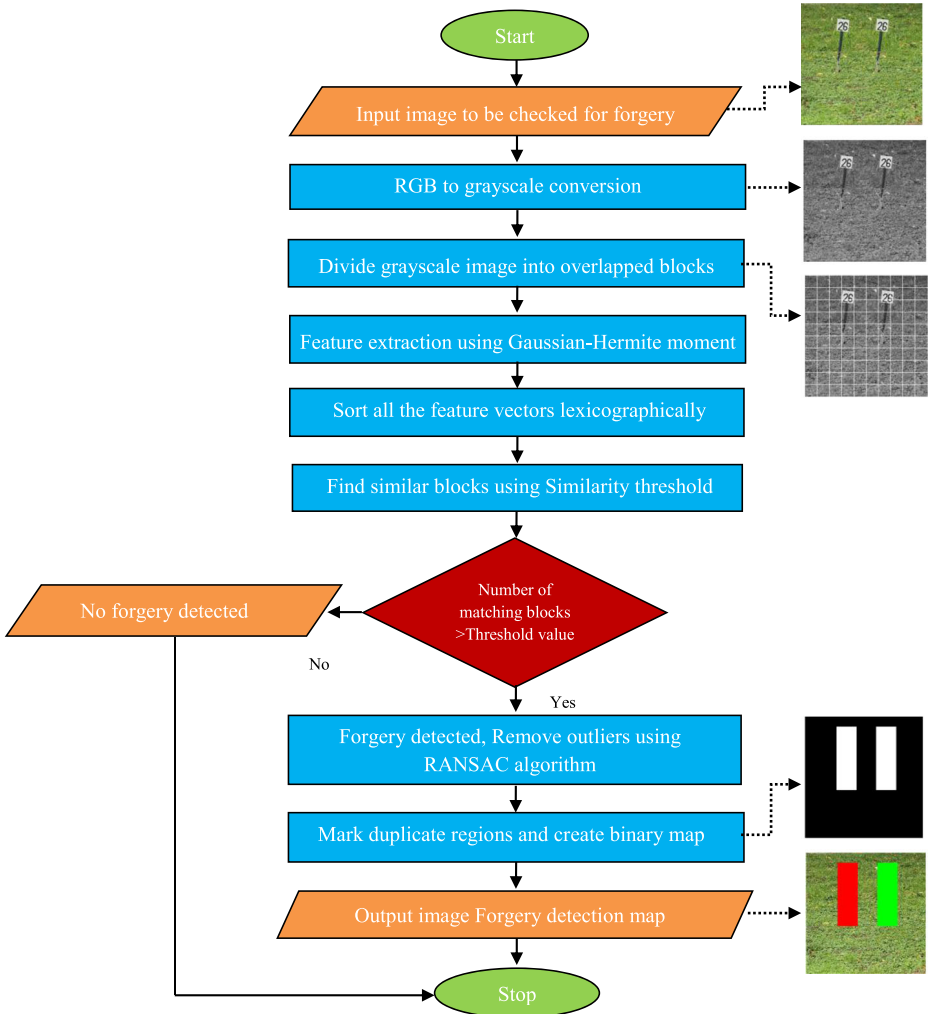 Start
26 26
Input image to be checked for forgery
RGB to grayscale conversion
26 26
Divide grayscale image into overlapped blocks
26 26
Feature extraction using Gaussian-Hermite moment
Sort all the feature vectors lexicographically
Find similar blocks using Similarity threshold
Number of
matching blocks
>Threshold value
No forgery detected
No
Yes
Forgery detected, Remove outliers using
RANSAC algorithm
Mark duplicate regions and create binary map
Output image Forgery detection map
Stop